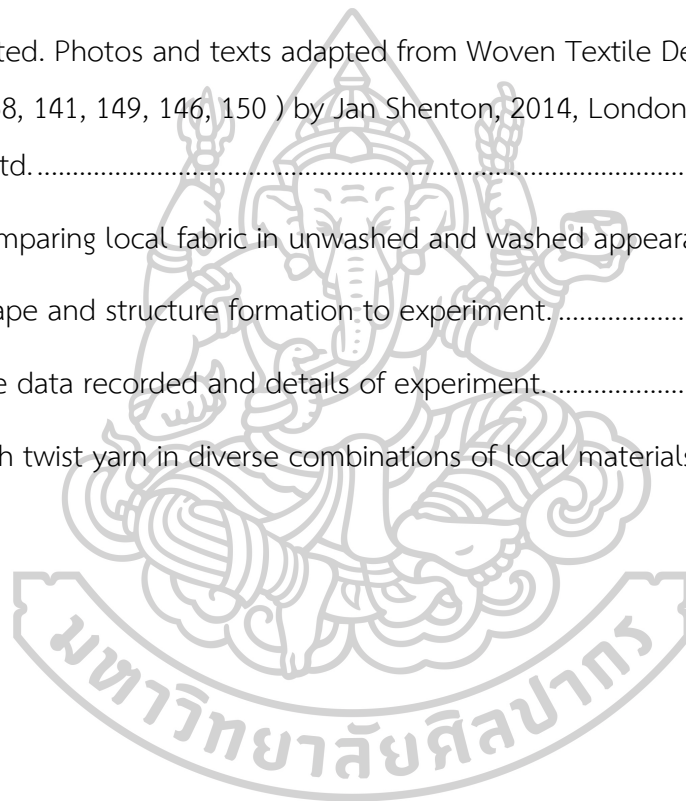 ted. Photos and texts adapted from Woven Textile De
8, 141, 149, 146, 150 ) by Jan Shenton, 2014, London
td.................................................................................................
mparing local fabric in unwashed and washed appeara
ape and structure formation to experiment. ...................
e data recorded and details of experiment. ....................
h twist yarn in diverse combinations of local materials
มหาวิทยาลัยศิลปากร